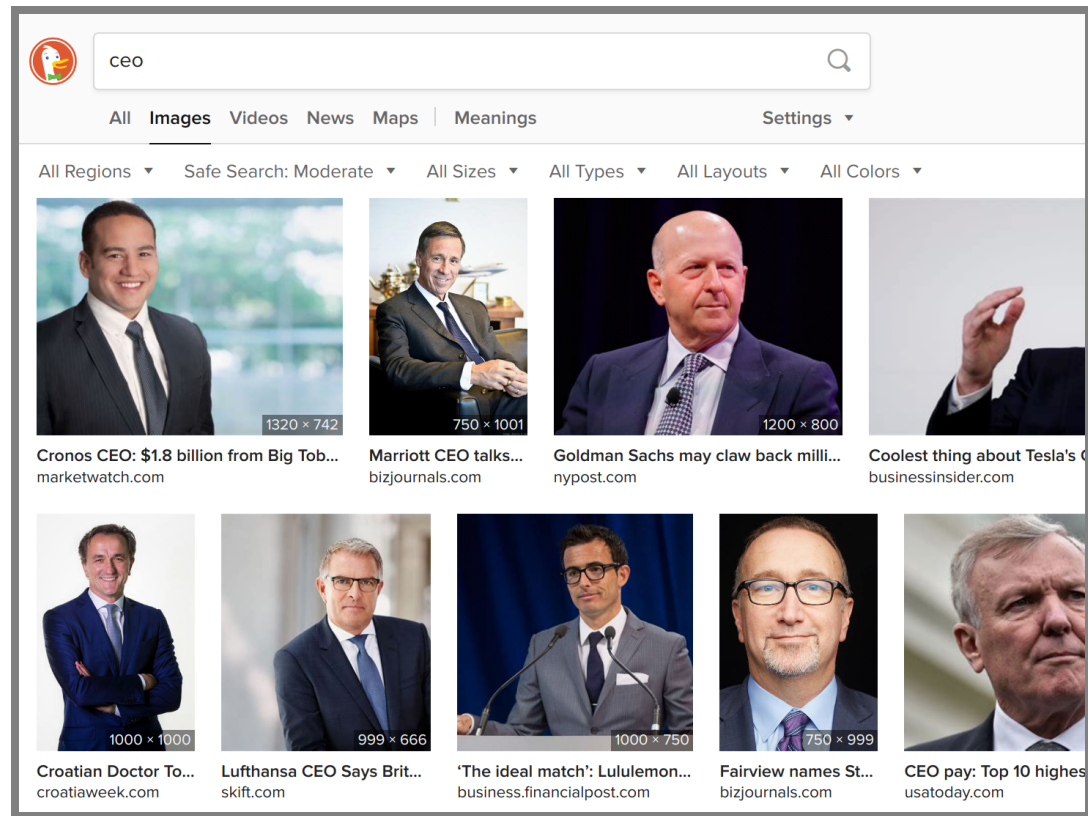 ceo
All Images Videos News Maps Meanings Settings
All Regions Safe Search: Moderate All Sizes All Types All Layouts All Colors
1320 × 742
750 × 1001
1200 × 800
Cronos CEO: $1.8 billion from Big Tob...
marketwatch.com
Marriott CEO talks...
bizjournals.com
Goldman Sachs may claw back milli...
nypost.com
Coolest thing about Tesla's
businessinsider.com
1000 × 1000
999 × 666
1000 × 750
750 × 999
Croatian Doctor To...
croatiaweek.com
Lufthansa CEO Says Brit...
skift.com
‘The ideal match’: Lululemon...
business.financialpost.com
Fairview names St...
bizjournals.com
CEO pay: Top 10 highes
usatoday.com